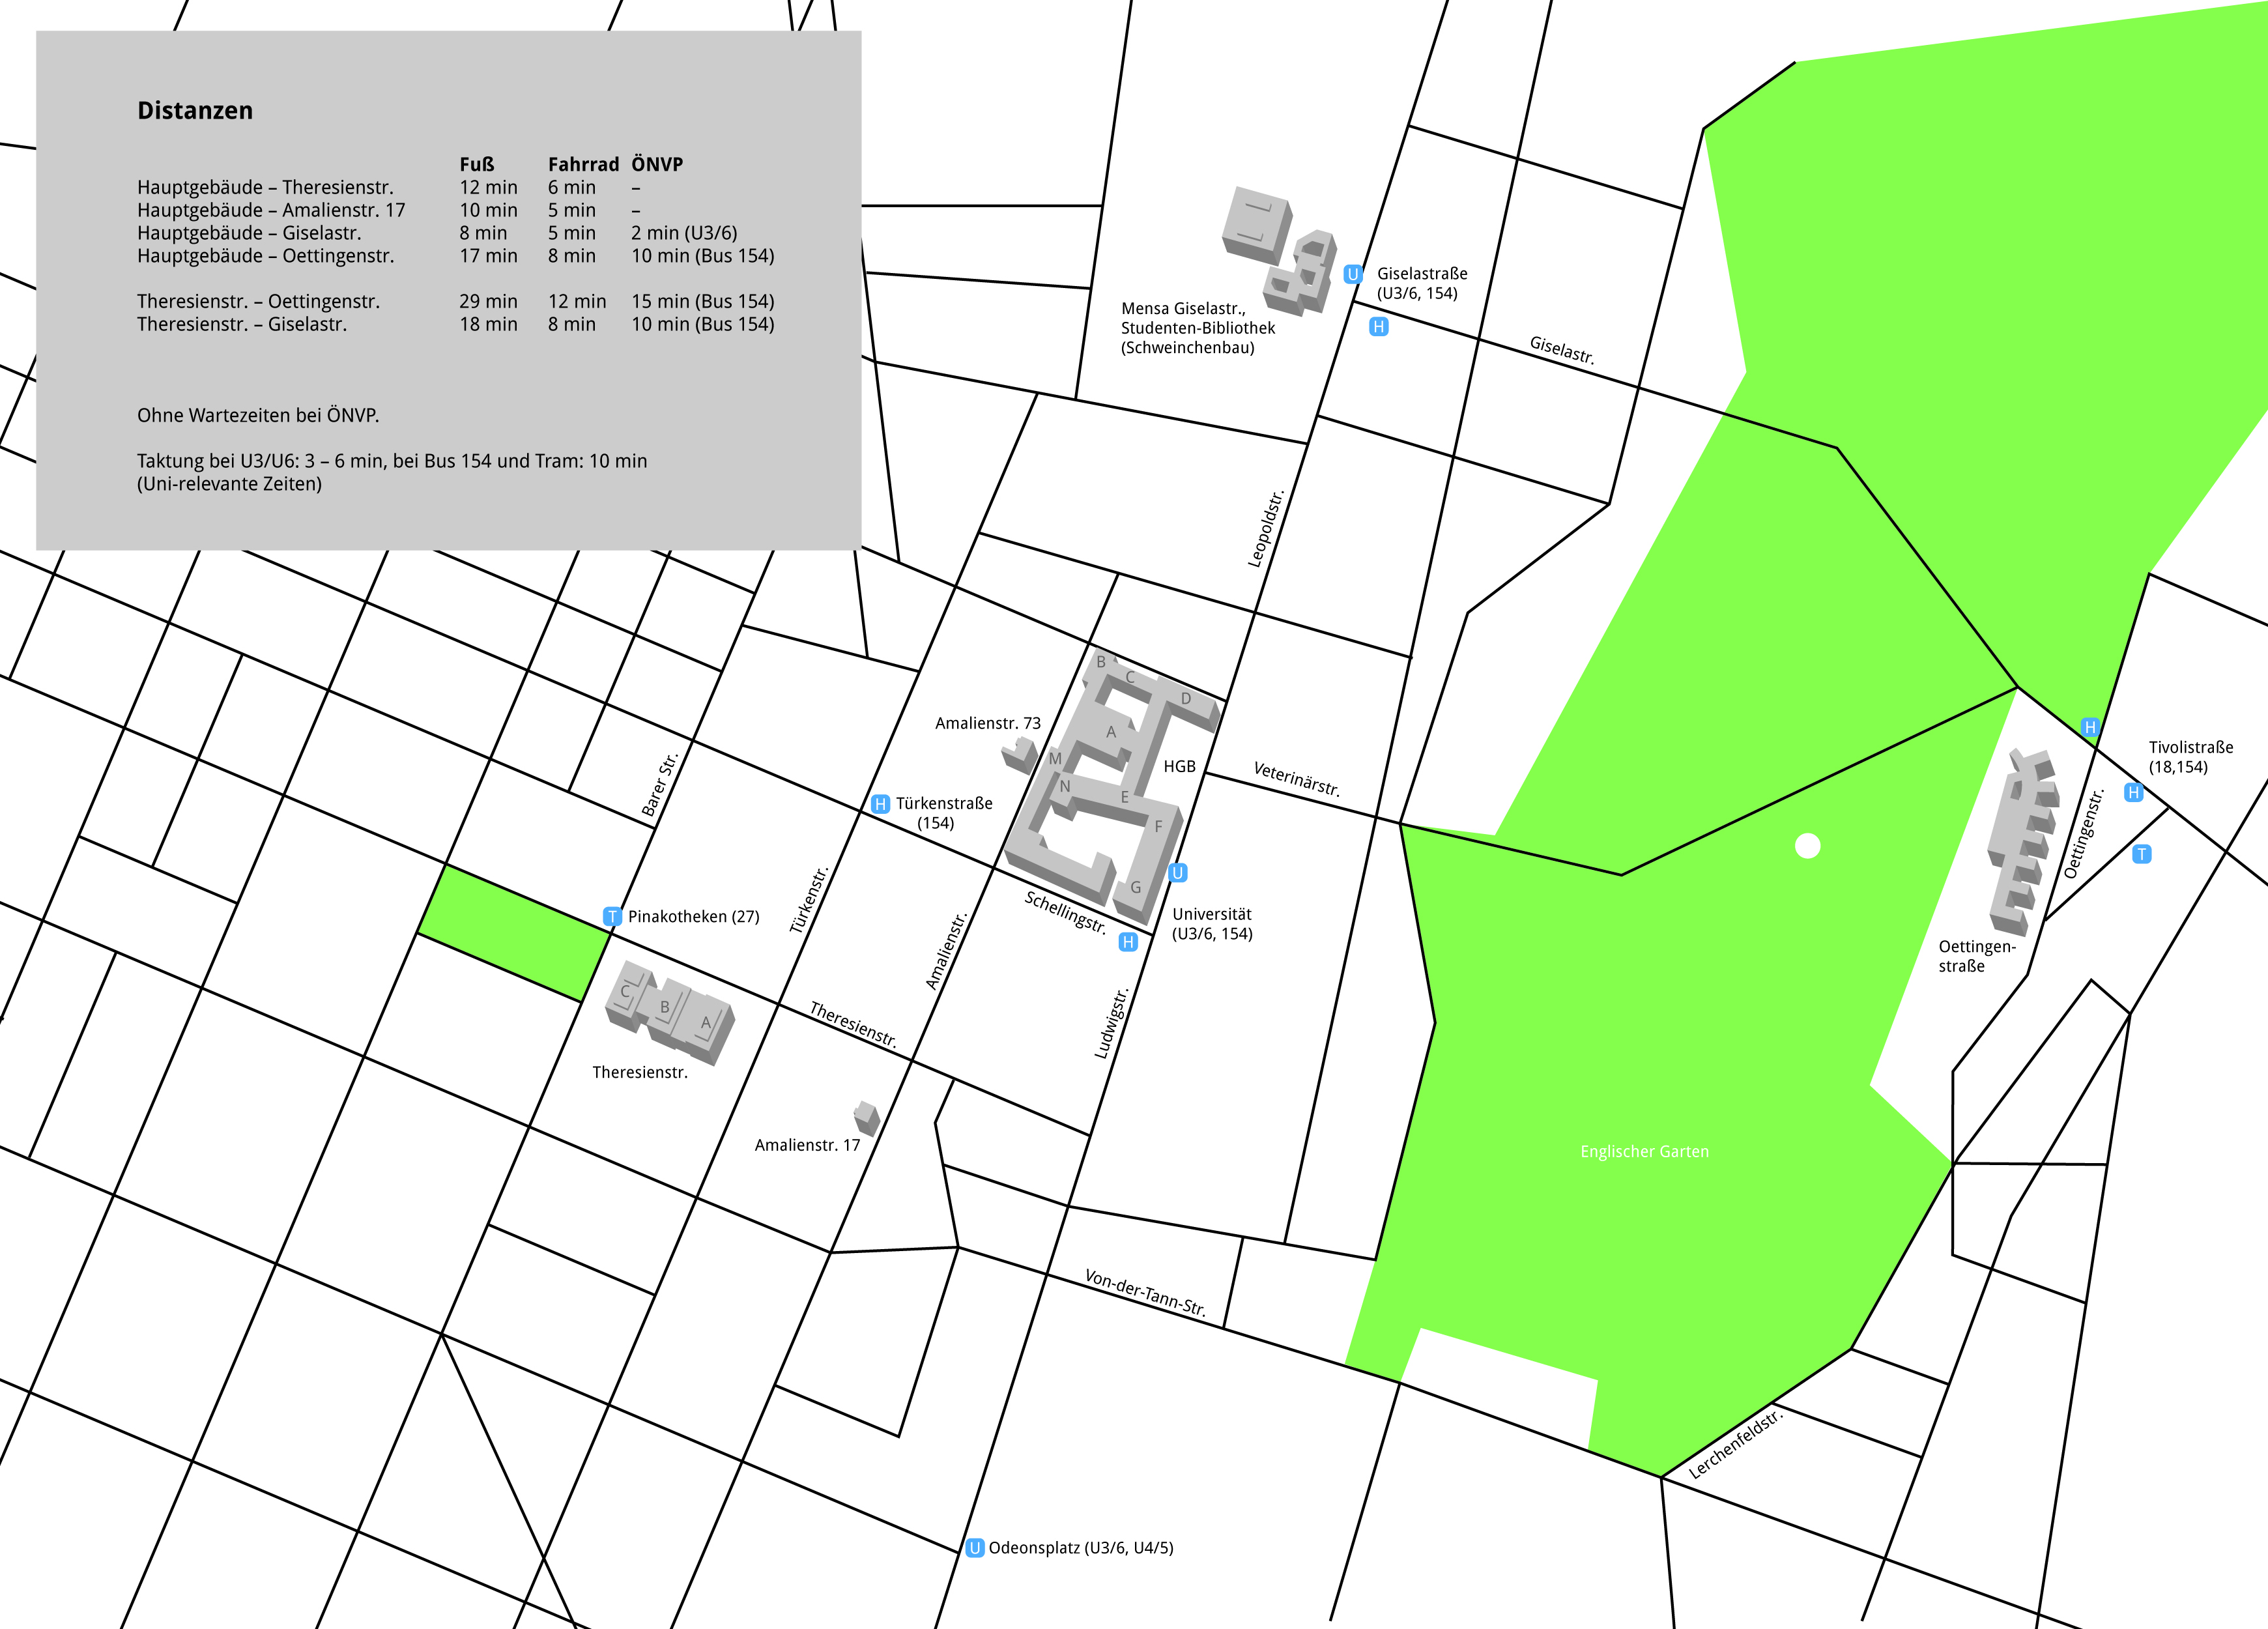 Distanzen
Fuß Fahrrad ÖNVP
Hauptgebäude – Theresienstr. 12 min 6 min –
Hauptgebäude – Amalienstr. 17 10 min 5 min –
Hauptgebäude – Giselastr. 8 min 5 min 2 min (U3/6)
Hauptgebäude – Oettingenstr. 17 min 8 min 10 min (Bus 154)
Theresienstr. – Oettingenstr. 29 min 12 min 15 min (Bus 154)
Theresienstr. – Giselastr. 18 min 8 min 10 min (Bus 154)
Ohne Wartezeiten bei ÖNVP.
Taktung bei U3/U6: 3 – 6 min, bei Bus 154 und Tram: 10 min
(Uni-relevante Zeiten)
U Giselastraße
(U3/6, 154)
H
Mensa Giselastr.,
Studenten-Bibliothek
(Schweinchenbau)
Giselastr.
Leopoldstr.
B
C
D
A
M
N
E
F
G
HGB
Amalienstr. 73
Veterinärstr.
H Türkenstraße
(154)
Barer Str.
Türkenstr.
Amalienstr.
Schellingstr.
H
U
Universität
(U3/6, 154)
Ludwigstr.
T Pinakotheken (27)
C
B
A
Theresienstr.
Theresienstr.
Amalienstr. 17
H
Tivolistraße
(18,154)
H
T
Oettingenstr.
Oettingen-
straße
Englischer Garten
Von-der-Tann-Str.
Lerchenfeldstr.
U Odeonsplatz (U3/6, U4/5)